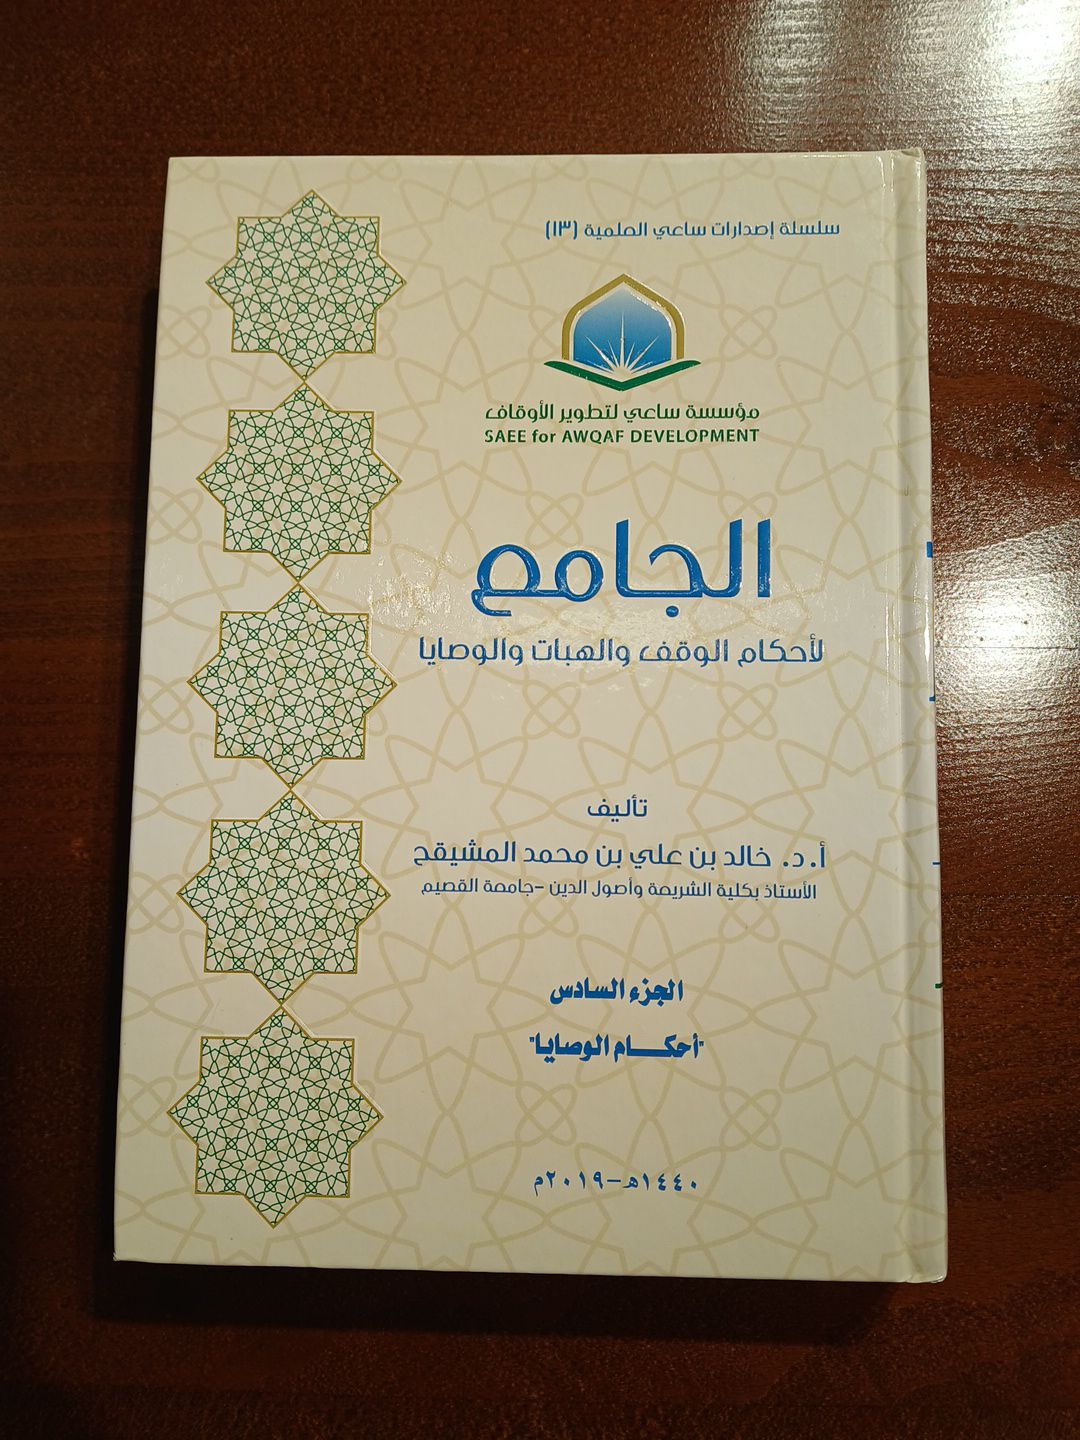 سلسلة إصدارات ساعي العلمية (١٣)
مؤسسة ساعي لتطوير الأوقاف
SAEE for AWQAF DEVELOPMENT
الجامع
لأحكام الوقف والهبات والوصايا
تأليف
أ.د. خالد بن علي بن محمد المشيقح
الأستاذ بكلية الشريعة وأصول الدين -جامعة القصيم
الجزء السادس
"أحكـــام الوصايا"
١٤٤٠هـ-٢٠١٩م